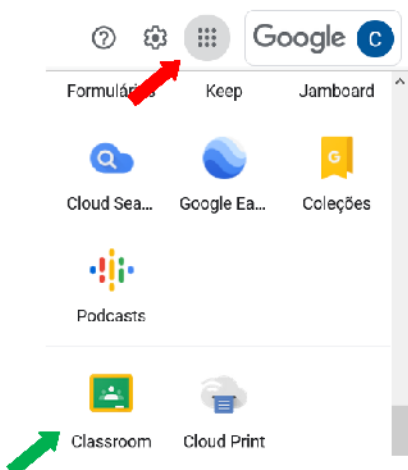 Google C
Formulários Keep Jamboard
Cloud Sea... Google Ea... Coleções
G
Podcasts
Classroom Cloud Print